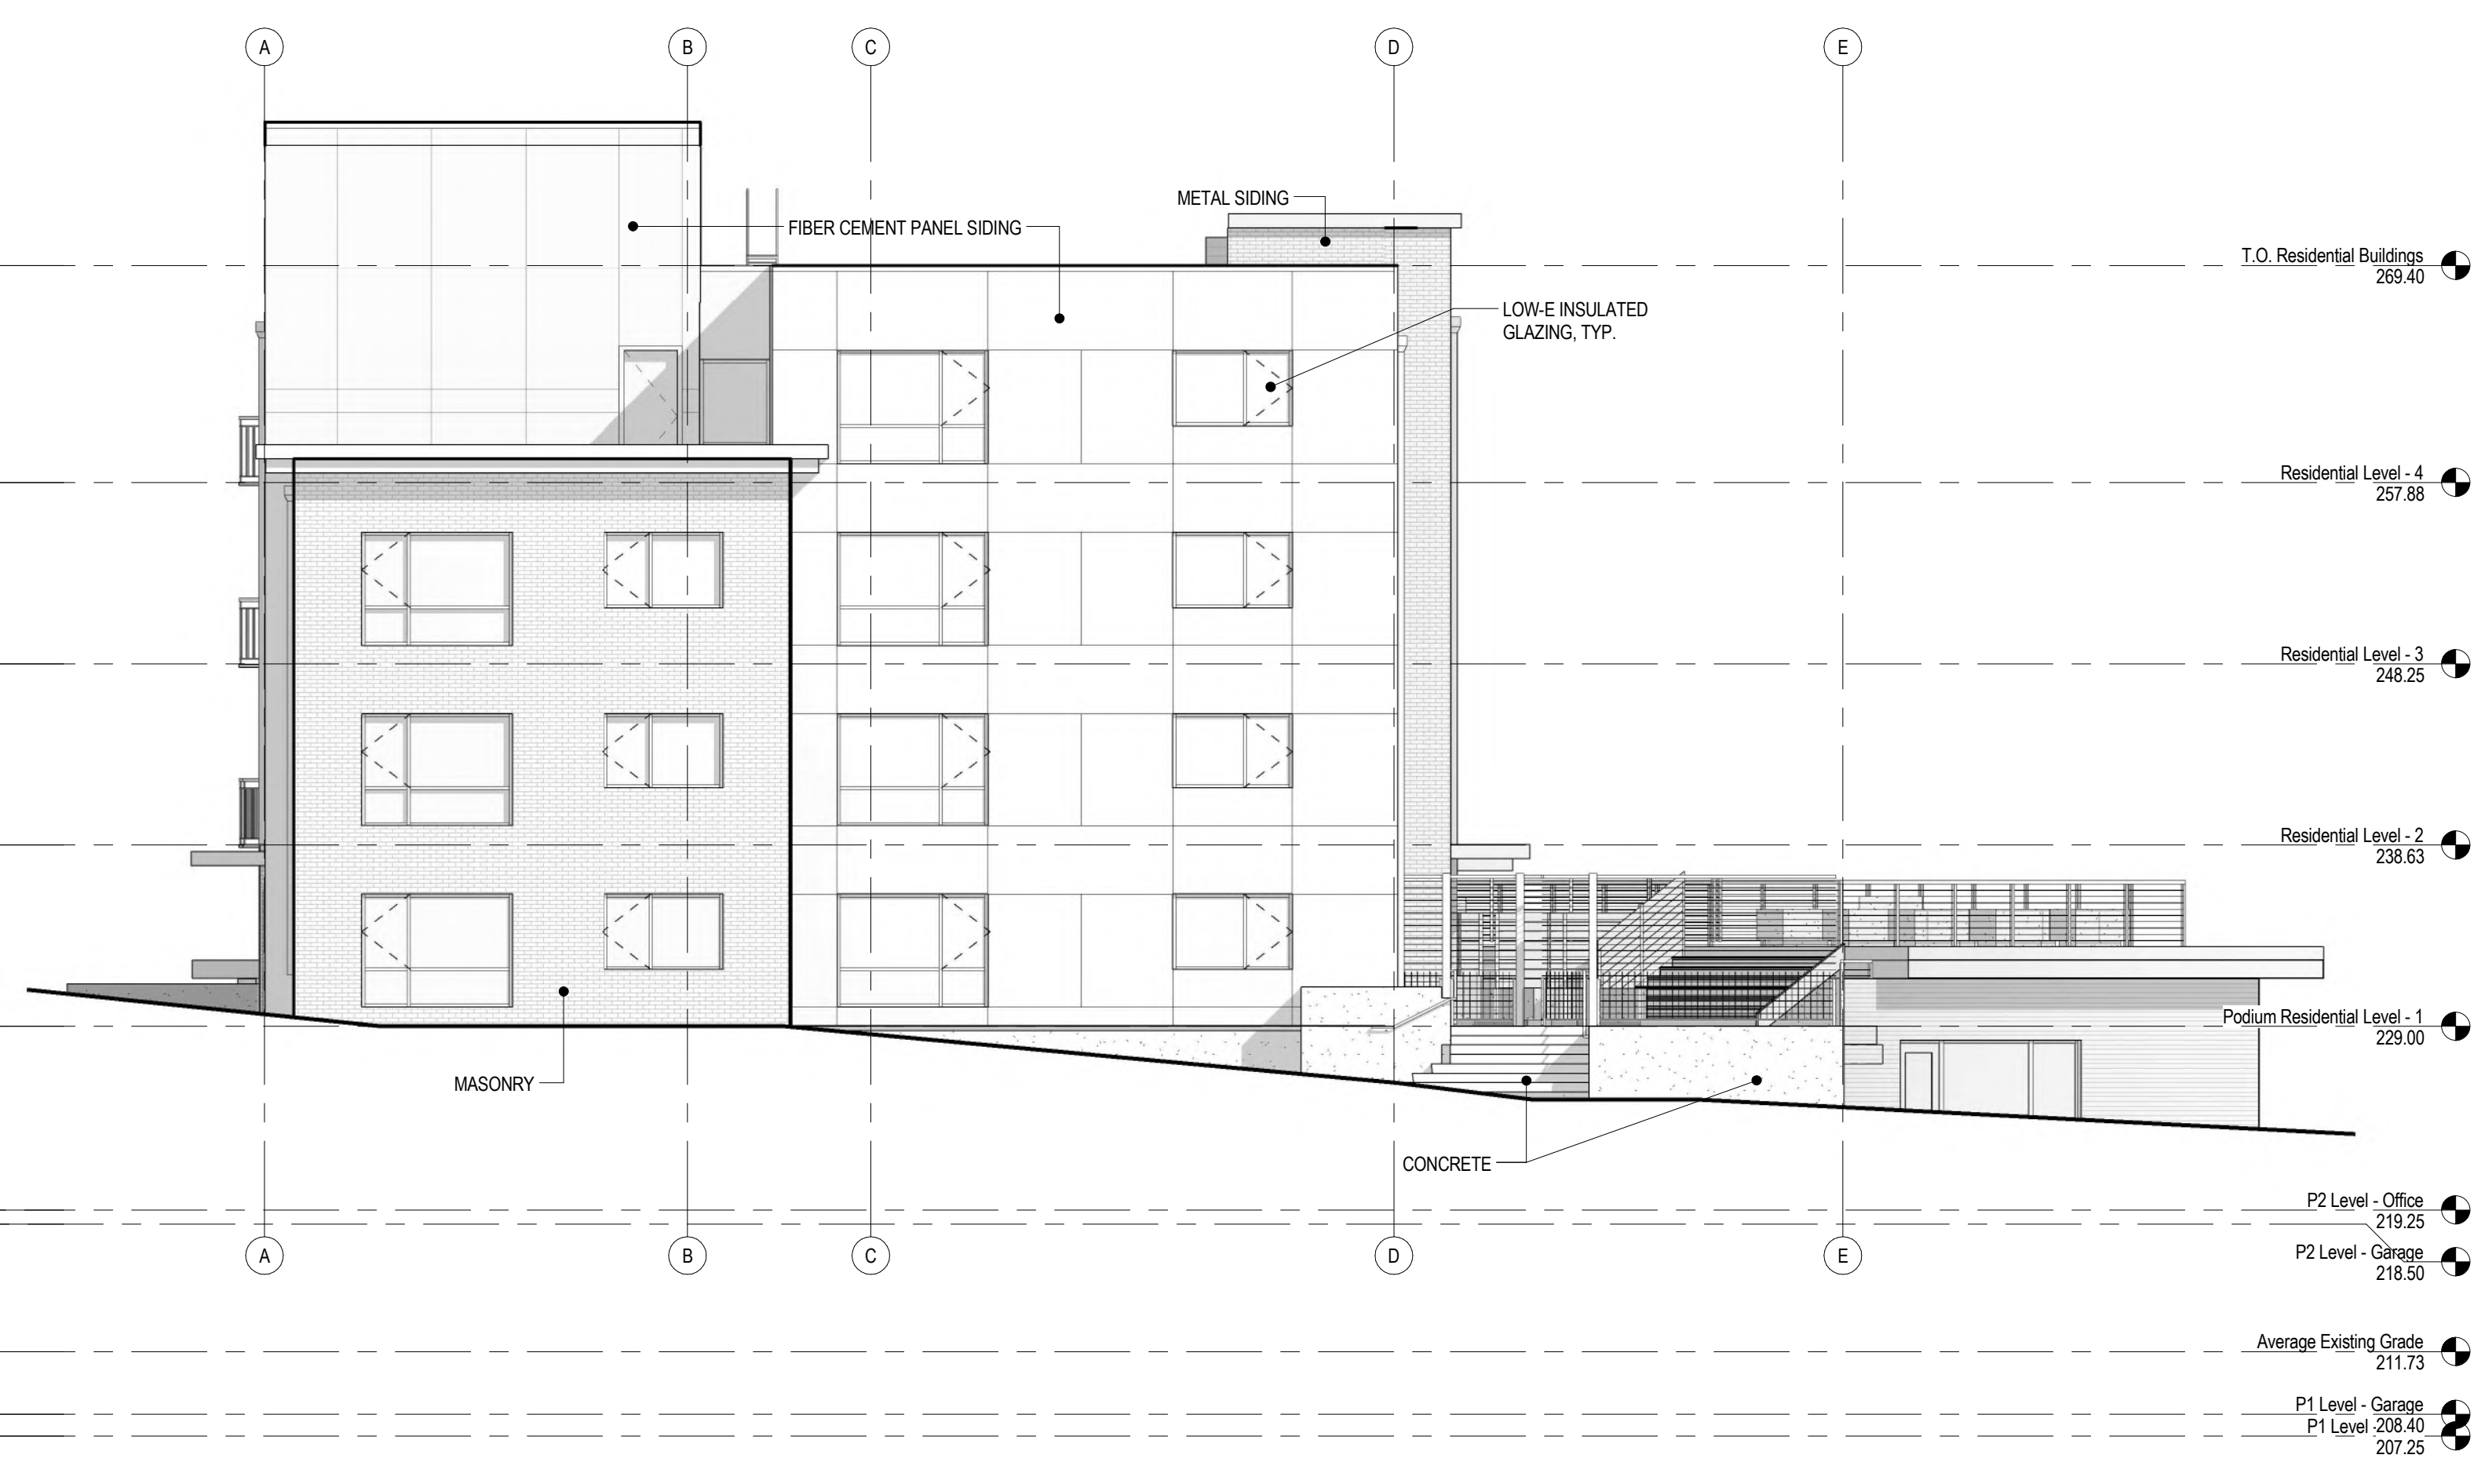 A
B
C
D
E
METAL SIDING
FIBER CEMENT PANEL SIDING
T.O. Residential Buildings
269.40
LOW-E INSULATED
GLAZING, TYP.
Residential Level - 4
257.88
Residential Level - 3
248.25
Residential Level - 2
238.63
Podium Residential Level - 1
229.00
MASONRY
CONCRETE
P2 Level - Office
219.25
A
B
C
D
E
P2 Level - Garage
218.50
Average Existing Grade
211.73
P1 Level - Garage
208.40
P1 Level
207.25